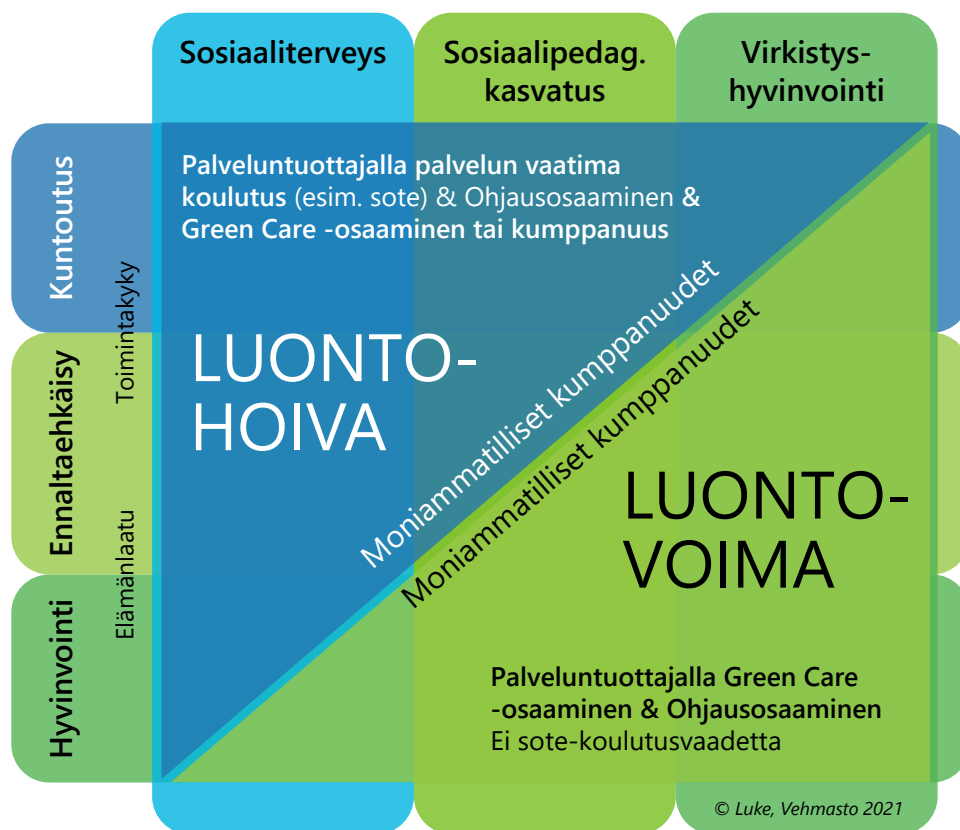 Sosiaaliterveys
Sosiaalipedag.
kasvatus
Virkistys-
hyvinvointi
Kuntoutus
Ennaltaehkäisy
Hyvinvointi
Toimintakyky
Elämänlaatu
Palveluntuottajalla palvelun vaatima
koulutus (esim. sote) & Ohjausosaaminen &
Green Care -osaaminen tai kumppanuus
LUONTO-
HOIVA
Moniammatilliset kumppanuudet
Moniammatilliset kumppanuudet
LUONTO-
VOIMA
Palveluntuottajalla Green Care
-osaaminen & Ohjausosaaminen
Ei sote-koulutusvaadetta
© Luke, Vehmasto 2021